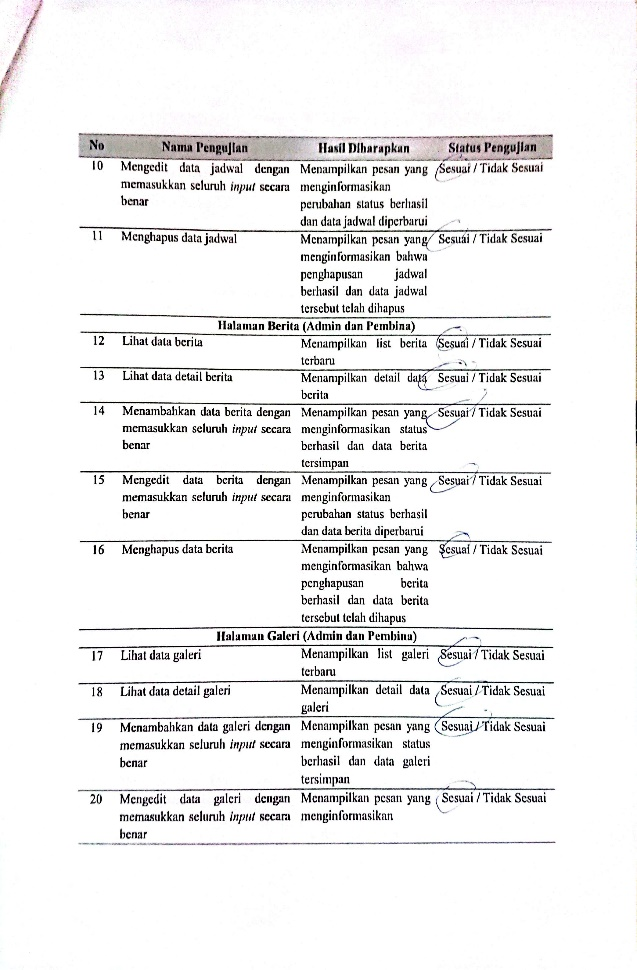 No Nama Pengujian Hasil Diharapkan Status Pengujian
10 Mengedit data jadwal dengan Menampilkan pesan yang Sesuai / Tidak Sesuai
memasukkan seluruh input secara menginformasikan
benar perubahan status berhasil
dan data jadwal diperbarui
11 Menghapus data jadwal Menampilkan pesan yang Sesuai / Tidak Sesuai
menginformasikan bahwa
penghapusan jadwal
berhasil dan data jadwal
tersebut telah dihapus
Halaman Berita (Admin dan Pembina)
12 Lihat data berita Menampilkan list berita Sesuai / Tidak Sesuai
terbaru
13 Lihat data detail berita Menampilkan detail data Sesuai / Tidak Sesuai
berita
14 Menambahkan data berita dengan Menampilkan pesan yang Sesuai / Tidak Sesuai
memasukkan seluruh input secara menginformasikan status
benar berhasil dan data berita
tersimpan
15 Mengedit data berita dengan Menampilkan pesan yang Sesuai / Tidak Sesuai
memasukkan seluruh input secara menginformasikan
benar perubahan status berhasil
dan data berita diperbarui
16 Menghapus data berita Menampilkan pesan yang Sesuai / Tidak Sesuai
menginformasikan bahwa
penghapusan berita
berhasil dan data berita
tersebut telah dihapus
Halaman Galeri (Admin dan Pembina)
17 Lihat data galeri Menampilkan list galeri Sesuai / Tidak Sesuai
terbaru
18 Lihat data detail galeri Menampilkan detail data Sesuai / Tidak Sesuai
galeri
19 Menambahkan data galeri dengan Menampilkan pesan yang Sesuai / Tidak Sesuai
memasukkan seluruh input secara menginformasikan status
benar berhasil dan data galeri
tersimpan
20 Mengedit data galeri dengan Menampilkan pesan yang Sesuai / Tidak Sesuai
memasukkan seluruh input secara menginformasikan
benar